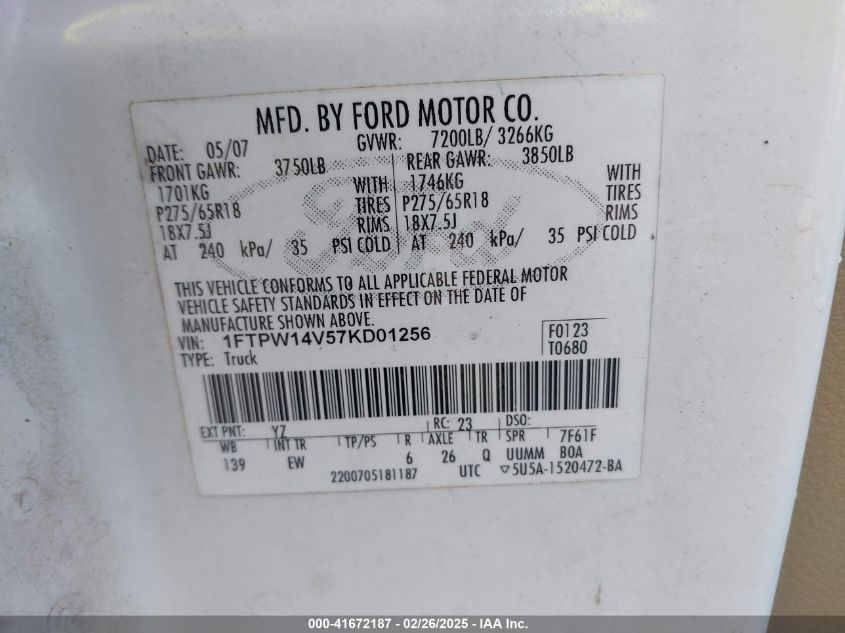 MFD. BY FORD MOTOR CO.
DATE: 05/07 GVWR: 7200LB/ 3266KG
FRONT GAWR: 3750LB REAR GAWR: 3850LB
1701KG WITH 1746KG WITH
P275/65R18 TIRES P275/65R18 TIRES
18X7.5J RIMS 18X7.5J RIMS
AT 240 kPa/ 35 PSI COLD AT 240 kPa/ 35 PSI COLD
Ford
THIS VEHICLE CONFORMS TO ALL APPLICABLE FEDERAL MOTOR
VEHICLE SAFETY STANDARDS IN EFFECT ON THE DATE OF
MANUFACTURE SHOWN ABOVE.
VIN: 1FTPW14V57KD01256 F0123
TYPE: Truck T0680
EXT PNT: YZ RC: 23 DSO:
WB INT TR TP/PS R AXLE TR SPR 7F61F
139 EW 6 26 Q UUMM BOA
2200705181187 UTC ▽5U5A-1520472-BA
000-41672187 - 02/26/2025 - IAA Inc.